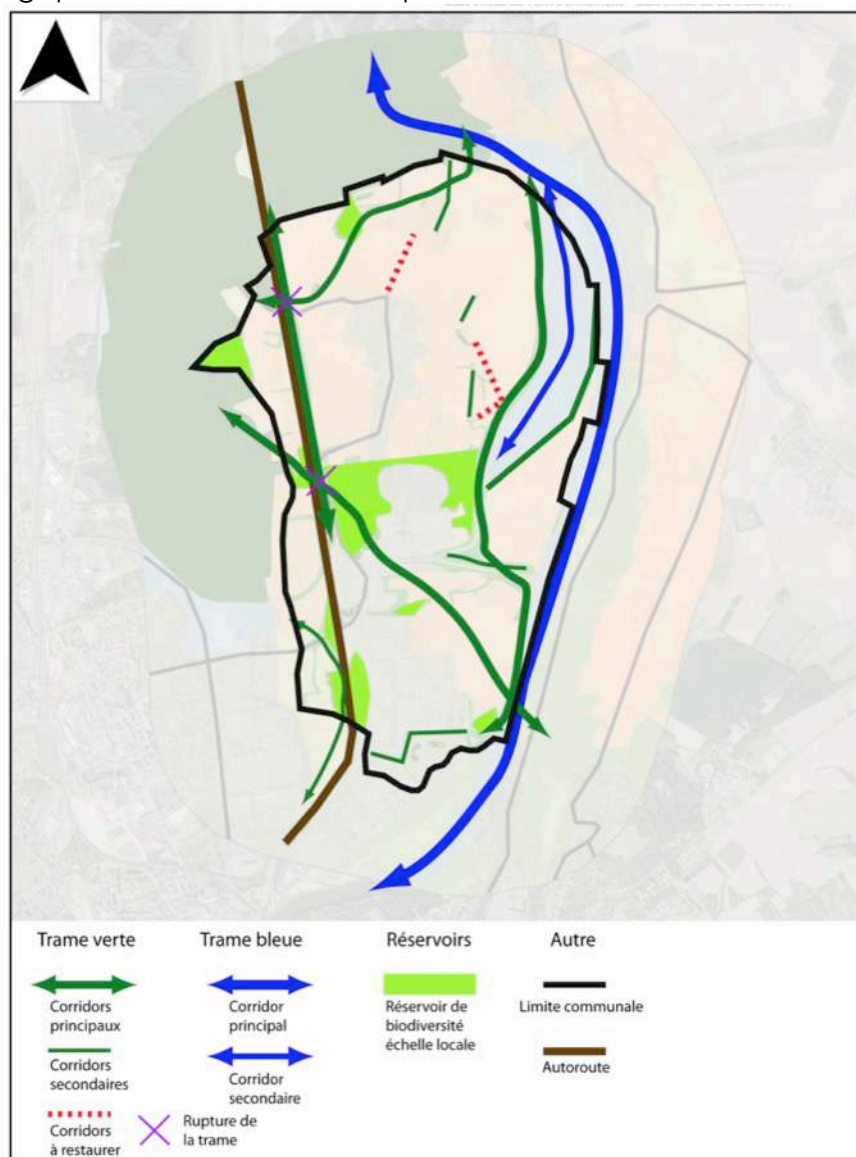 Trame verte
Trame bleue
Réservoirs
Autre
Corridors
principaux
Corridor
principal
Réservoir de
biodiversité
échelle locale
Limite communale
Corridors
secondaires
Corridor
secondaire
Autoroute
Corridors
à restaurer
Rupture de
la trame